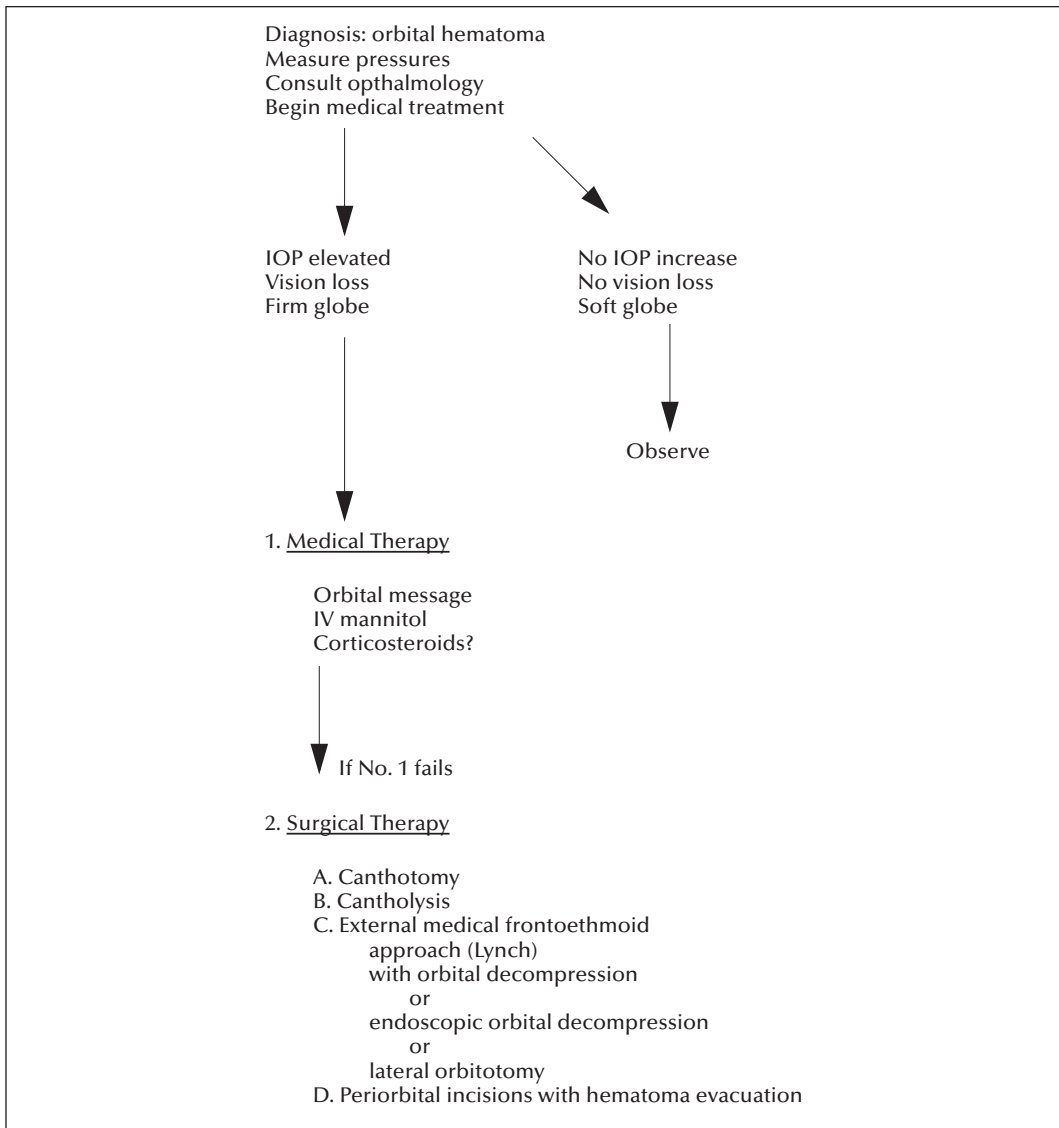 Diagnosis: orbital hematoma
Measure pressures
Consult opthalmology
Begin medical treatment
IOP elevated
Vision loss
Firm globe
No IOP increase
No vision loss
Soft globe
Observe
1. Medical Therapy
Orbital message
IV mannitol
Corticosteroids?
If No. 1 fails
2. Surgical Therapy
A. Canthotomy
B. Cantholysis
C. External medical frontoethmoid
approach (Lynch)
with orbital decompression
or
endoscopic orbital decompression
or
lateral orbitotomy
D. Periorbital incisions with hematoma evacuation